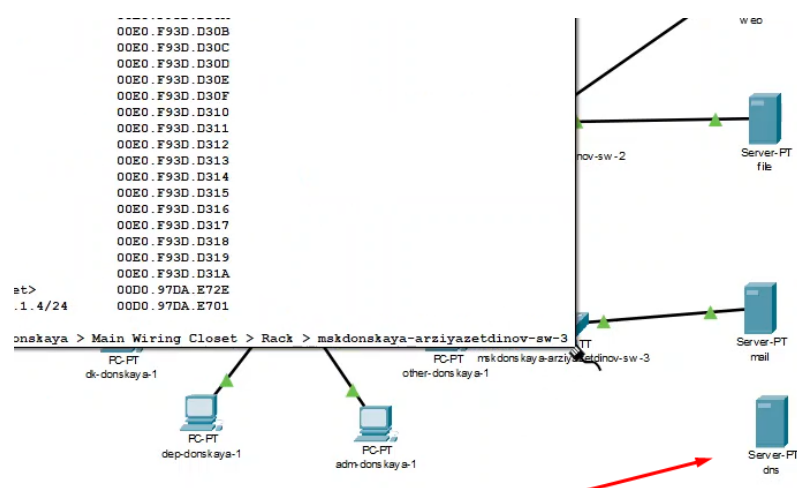 00E0.F93D.D30B
00E0.F93D.D30C
00E0.F93D.D30D
00E0.F93D.D30E
00E0.F93D.D30F
00E0.F93D.D310
00E0.F93D.D311
00E0.F93D.D312
00E0.F93D.D313
00E0.F93D.D314
00E0.F93D.D315
00E0.F93D.D316
00E0.F93D.D317
00E0.F93D.D318
00E0.F93D.D319
00E0.F93D.D31A
et> 00D0.97DA.E72E
.1.4/24 00D0.97DA.E701
onskaya > Main Wiring Closet > Rack > mskdonskaya-arziyazetdinov-sw-3
web
nov-sw-2
Server-PT
file
TT
mskdonskaya-arziyazetdinov-sw-3
Server-PT
mail
PC-PT
dk-donskaya-1
PC-PT
other-donskaya-1
PC-PT
dep-donskaya-1
PC-PT
adm-donskaya-1
Server-PT
dns